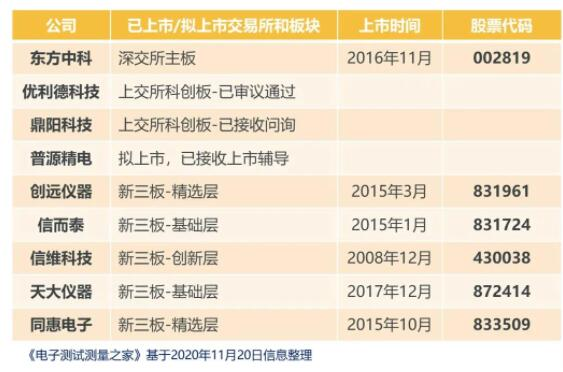 公司 已上市/拟上市交易所和板块 上市时间 股票代码
东方中科 深交所主板 2016年11月 002819
优利德科技 上交所科创板-已审议通过
鼎阳科技 上交所科创板-已接收问询
普源精电 拟上市，已接收上市辅导
创远仪器 新三板-精选层 2015年3月 831961
信而泰 新三板-基础层 2015年1月 831724
信维科技 新三板-创新层 2008年12月 430038
天大仪器 新三板-基础层 2017年12月 872414
同惠电子 新三板-精选层 2015年10月 833509
《电子测试测量之家》基于2020年11月20日信息整理